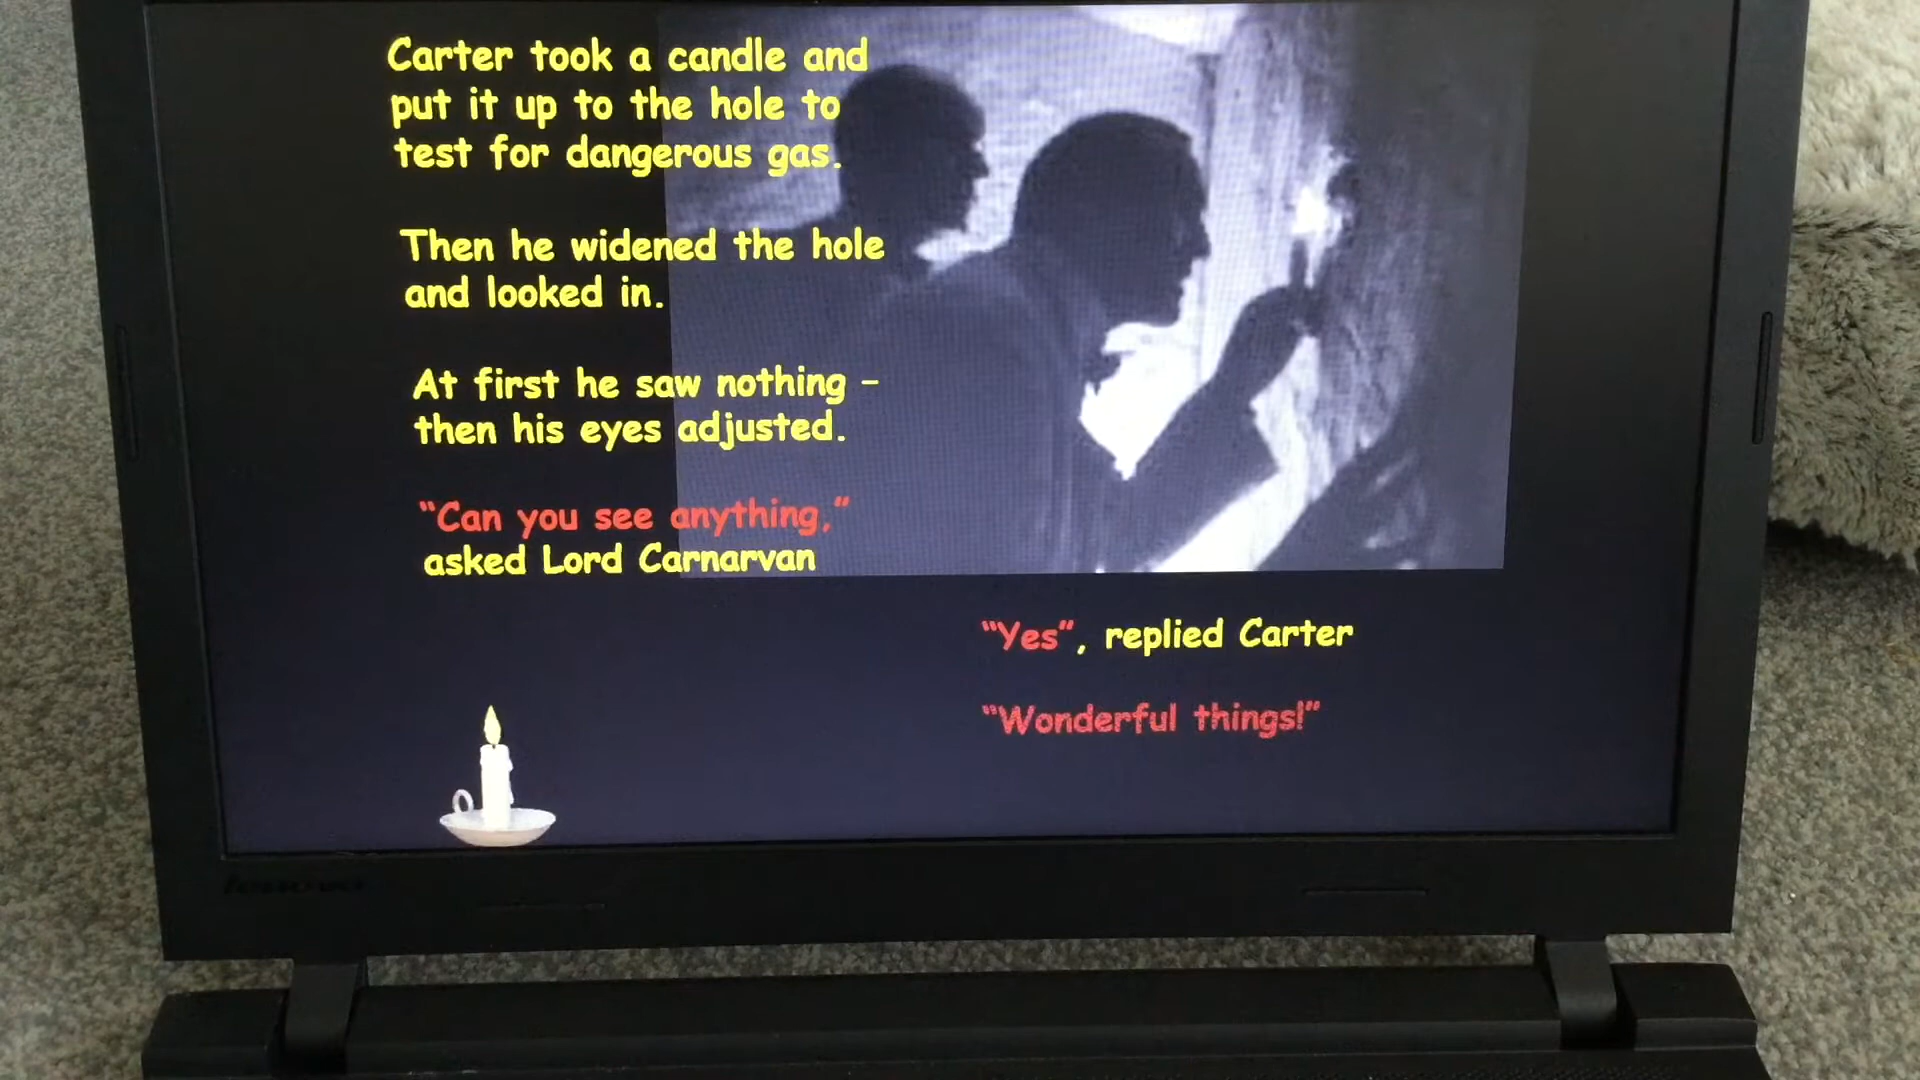 Carter took a candle and
put it up to the hole to
test for dangerous gas.
Then he widened the hole
and looked in.
At first he saw nothing –
then his eyes adjusted.
“Can you see anything,”
asked Lord Carnarvan
“Yes”, replied Carter
“Wonderful things!”
lenovo